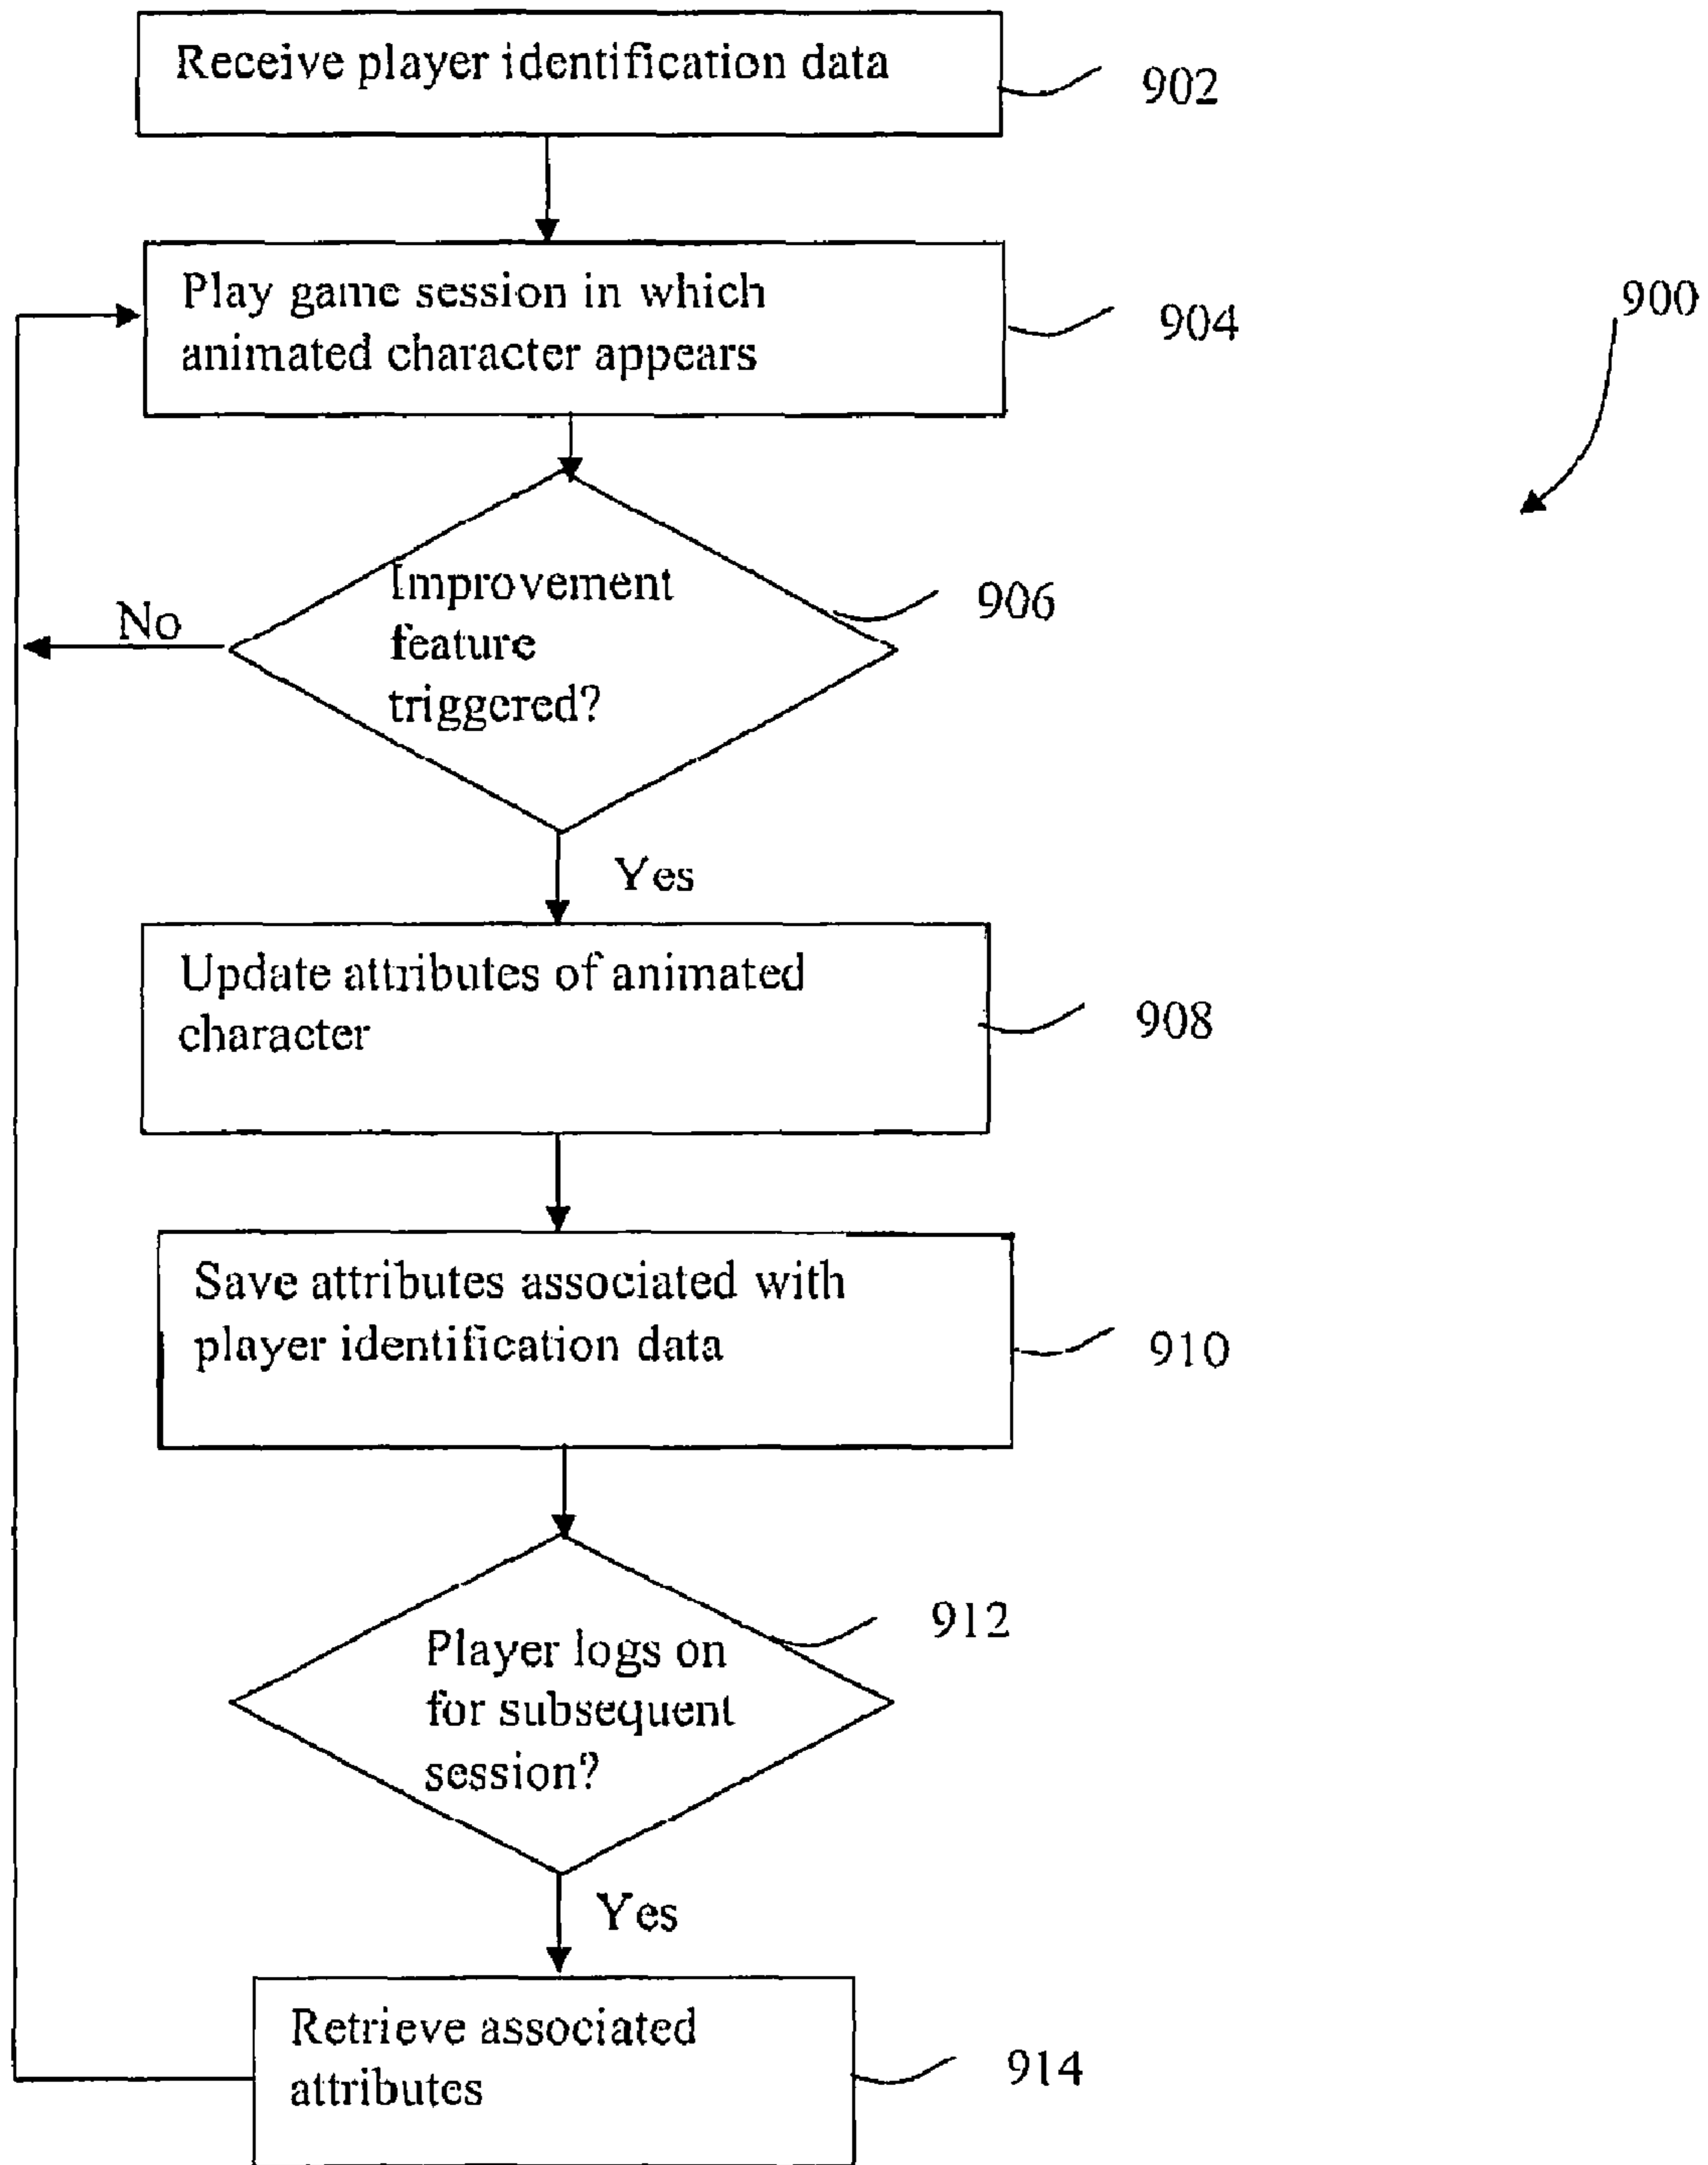 Receive player identification data
902
Play game session in which
animated character appears
904
900
Improvement
feature
triggered?
906
No
Yes
Update attributes of animated
character
908
Save attributes associated with
player identification data
910
Player logs on
for subsequent
session?
912
Yes
Retrieve associated
attributes
914